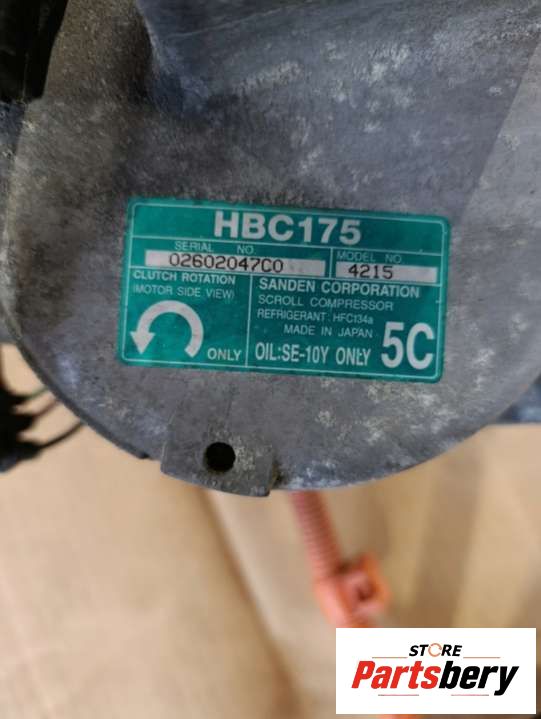 HBC175
SERIAL NO.
02602047C0
MODEL NO.
4215
CLUTCH ROTATION
(MOTOR SIDE VIEW)
ONLY
SANDEN CORPORATION
SCROLL COMPRESSOR
REFRIGERANT: HFC134a
MADE IN JAPAN
OIL:SE-10Y ONLY
5C
STORE
Partsbery